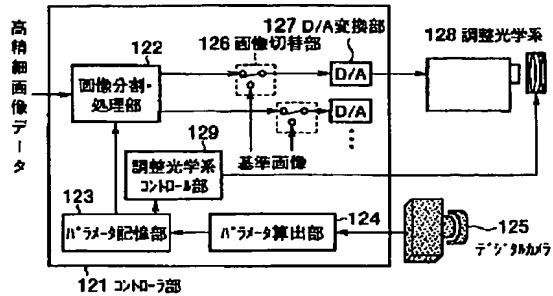 高精細画像データ
122
画像分割・
処理部
126 画像切替部
127 D/A変換部
D/A
D/A
128 調整光学系
基準画像
129
調整光学系
コントロール部
123
パラメータ記憶部
124
パラメータ算出部
125
デジタルカメラ
121 コントローラ部